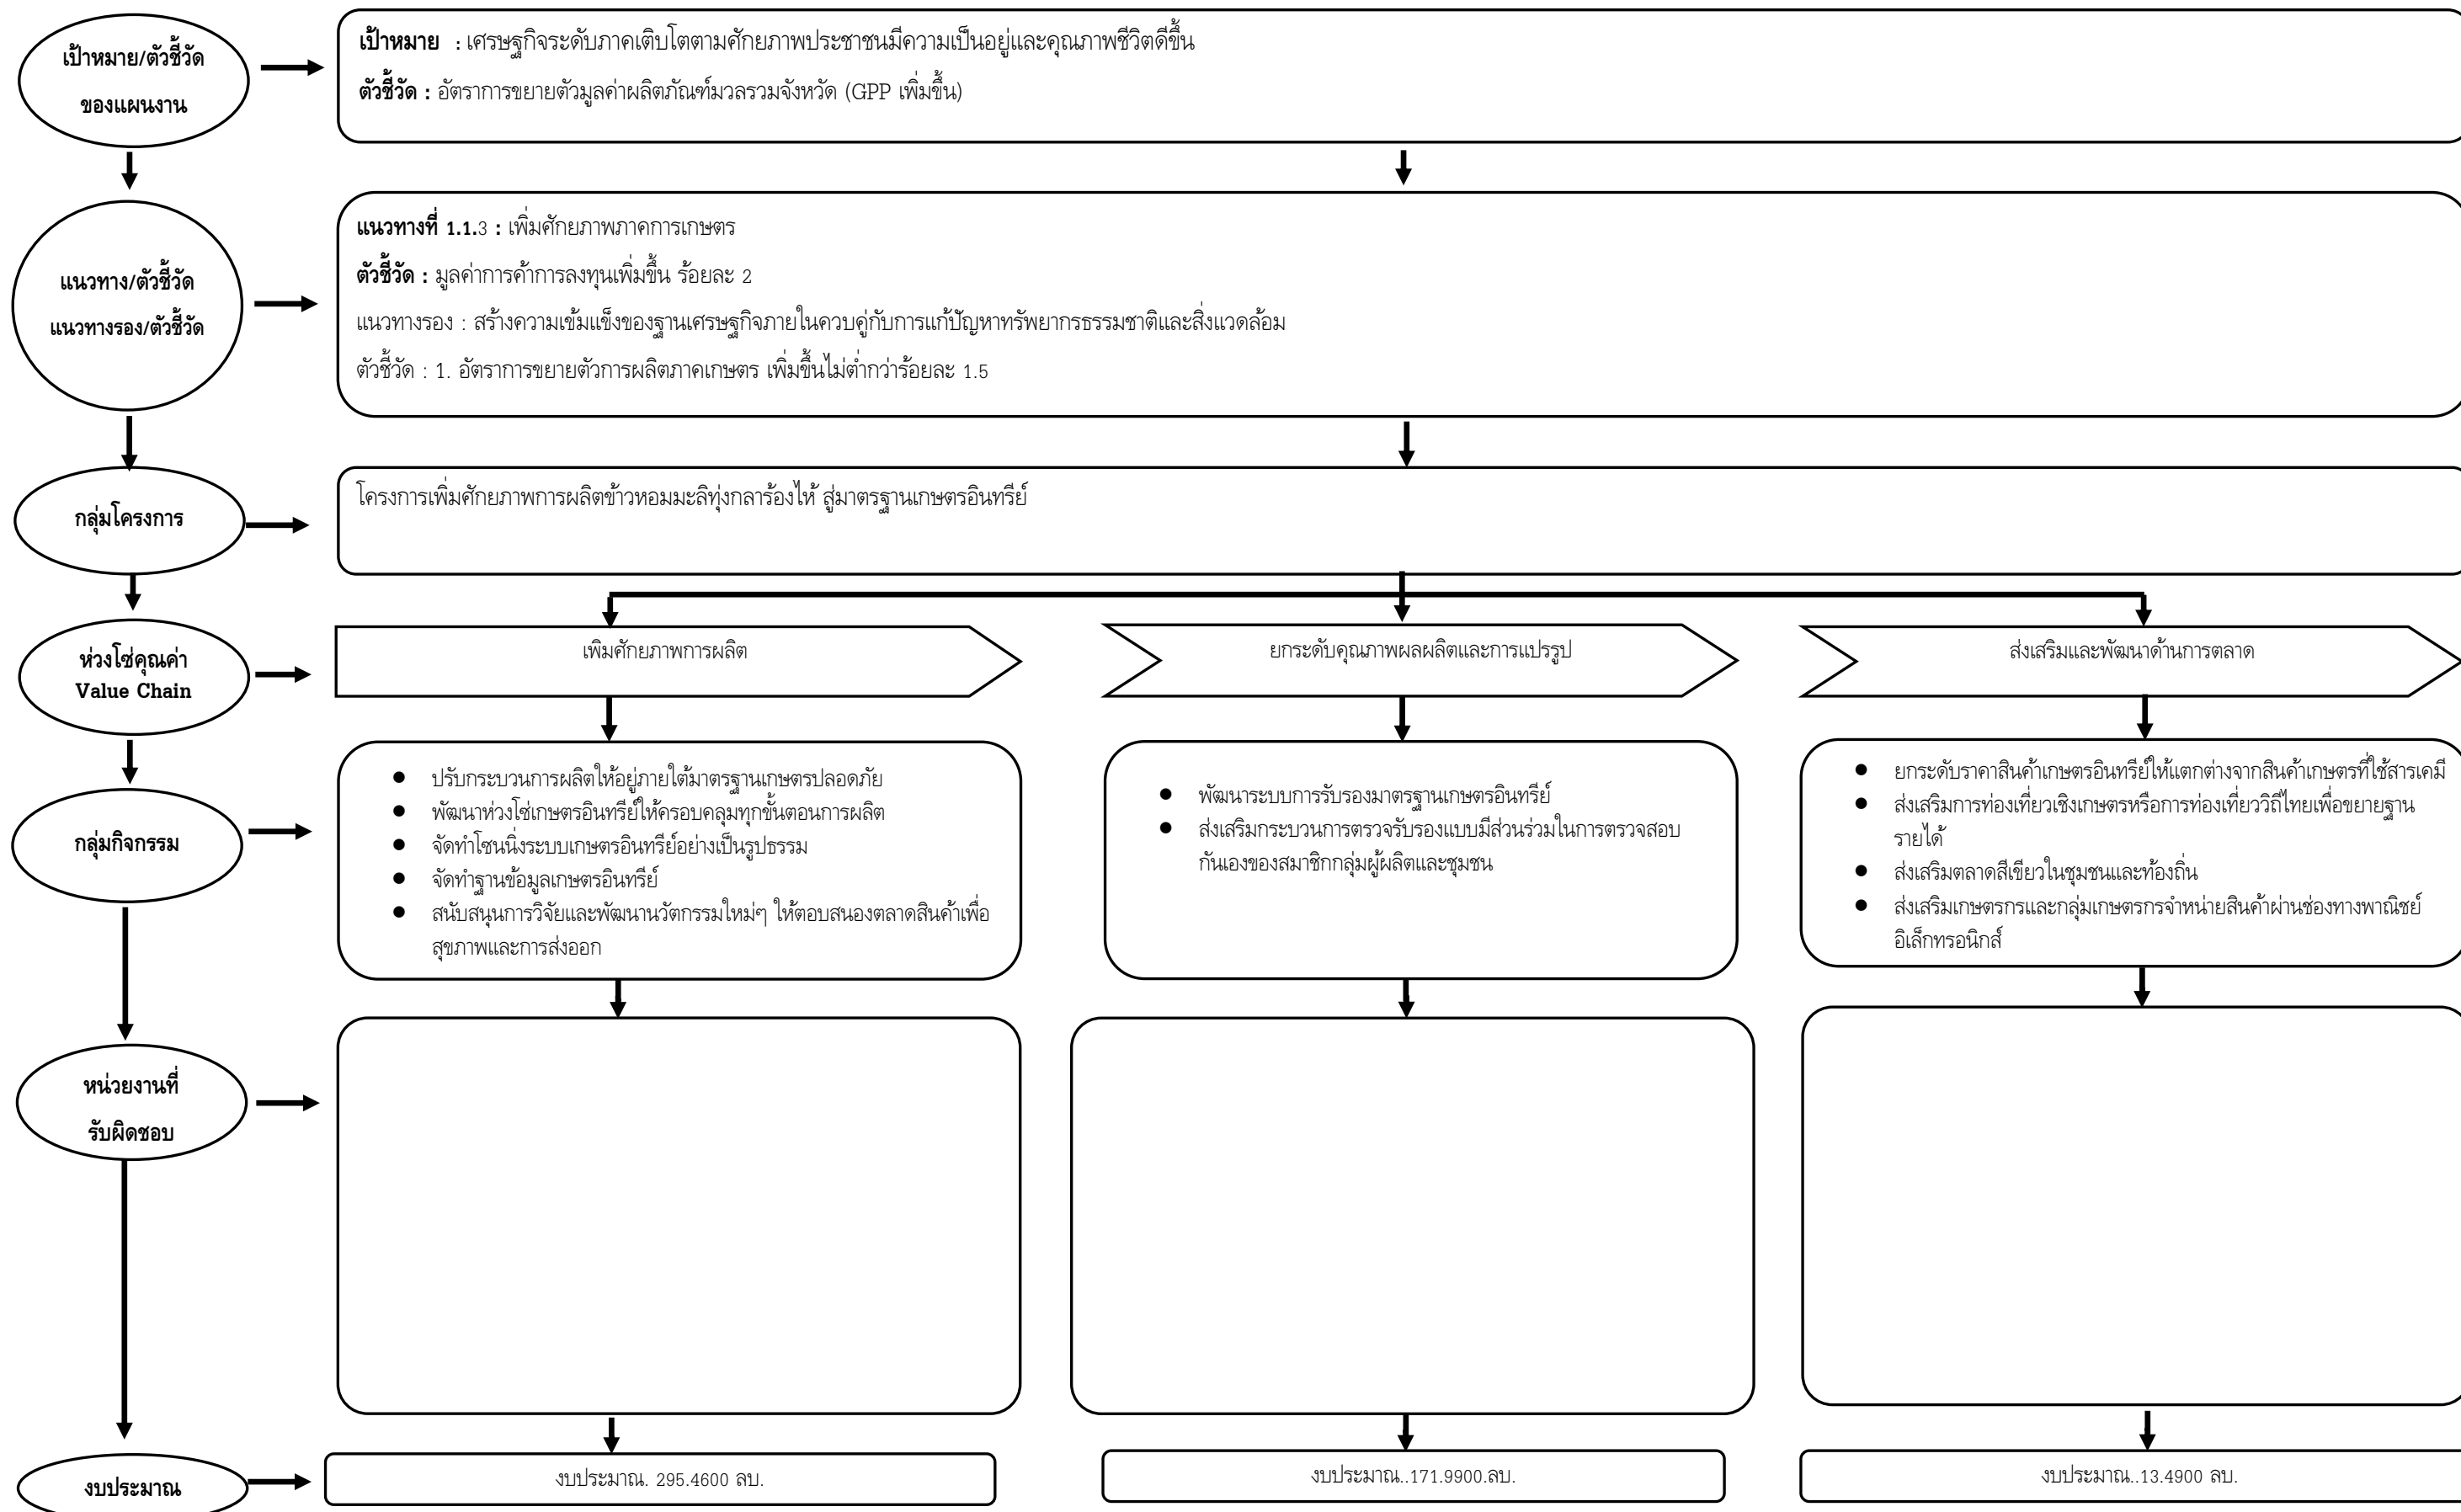 เป้าหมาย/ตัวชี้วัด
ของแผนงาน
เป้าหมาย : เศรษฐกิจระดับภาคเติบโตตามศักยภาพประชาชนมีความเป็นอยู่และคุณภาพชีวิตดีขึ้น
ตัวชี้วัด : อัตราการขยายตัวมูลค่าผลิตภัณฑ์มวลรวมจังหวัด (GPP เพิ่มขึ้น)
แนวทาง/ตัวชี้วัด
แนวทางรอง/ตัวชี้วัด
แนวทางที่ 1.1.3 : เพิ่มศักยภาพภาคการเกษตร
ตัวชี้วัด : มูลค่าการค้าการลงทุนเพิ่มขึ้น ร้อยละ 2
แนวทางรอง : สร้างความเข้มแข็งของฐานเศรษฐกิจภายในควบคู่กับการแก้ปัญหาทรัพยากรธรรมชาติและสิ่งแวดล้อม
ตัวชี้วัด : 1. อัตราการขยายตัวการผลิตภาคเกษตร เพิ่มขึ้นไม่ต่ำกว่าร้อยละ 1.5
กลุ่มโครงการ
โครงการเพิ่มศักยภาพการผลิตข้าวหอมมะลิทุ่งกลาร้องไห้ สู่มาตรฐานเกษตรอินทรีย์
ห่วงโซ่คุณค่า
Value Chain
เพิมศักยภาพการผลิต
ยกระดับคุณภาพผลผลิตและการแปรรูป
ส่งเสริมและพัฒนาด้านการตลาด
กลุ่มกิจกรรม
● ปรับกระบวนการผลิตให้อยู่ภายใต้มาตรฐานเกษตรปลอดภัย
● พัฒนาห่วงโซ่เกษตรอินทรีย์ให้ครอบคลุมทุกขั้นตอนการผลิต
● จัดทำโซนนิ่งระบบเกษตรอินทรีย์อย่างเป็นรูปธรรม
● จัดทำฐานข้อมูลเกษตรอินทรีย์
● สนับสนุนการวิจัยและพัฒนานวัตกรรมใหม่ๆ ให้ตอบสนองตลาดสินค้าเพื่อ
สุขภาพและการส่งออก
● พัฒนาระบบการรับรองมาตรฐานเกษตรอินทรีย์
● ส่งเสริมกระบวนการตรวจรับรองแบบมีส่วนร่วมในการตรวจสอบ
กันเองของสมาชิกกลุ่มผู้ผลิตและชุมชน
● ยกระดับราคาสินค้าเกษตรอินทรีย์ให้แตกต่างจากสินค้าเกษตรที่ใช้สารเคมี
● ส่งเสริมการท่องเที่ยวเชิงเกษตรหรือการท่องเที่ยววิถีไทยเพื่อขยายฐาน
รายได้
● ส่งเสริมตลาดสีเขียวในชุมชนและท้องถิ่น
● ส่งเสริมเกษตรกรและกลุ่มเกษตรกรจำหน่ายสินค้าผ่านช่องทางพาณิชย์
อิเล็กทรอนิกส์
หน่วยงานที่
รับผิดชอบ
งบประมาณ
งบประมาณ. 295.4600 ลบ.
งบประมาณ..171.9900.ลบ.
งบประมาณ..13.4900 ลบ.